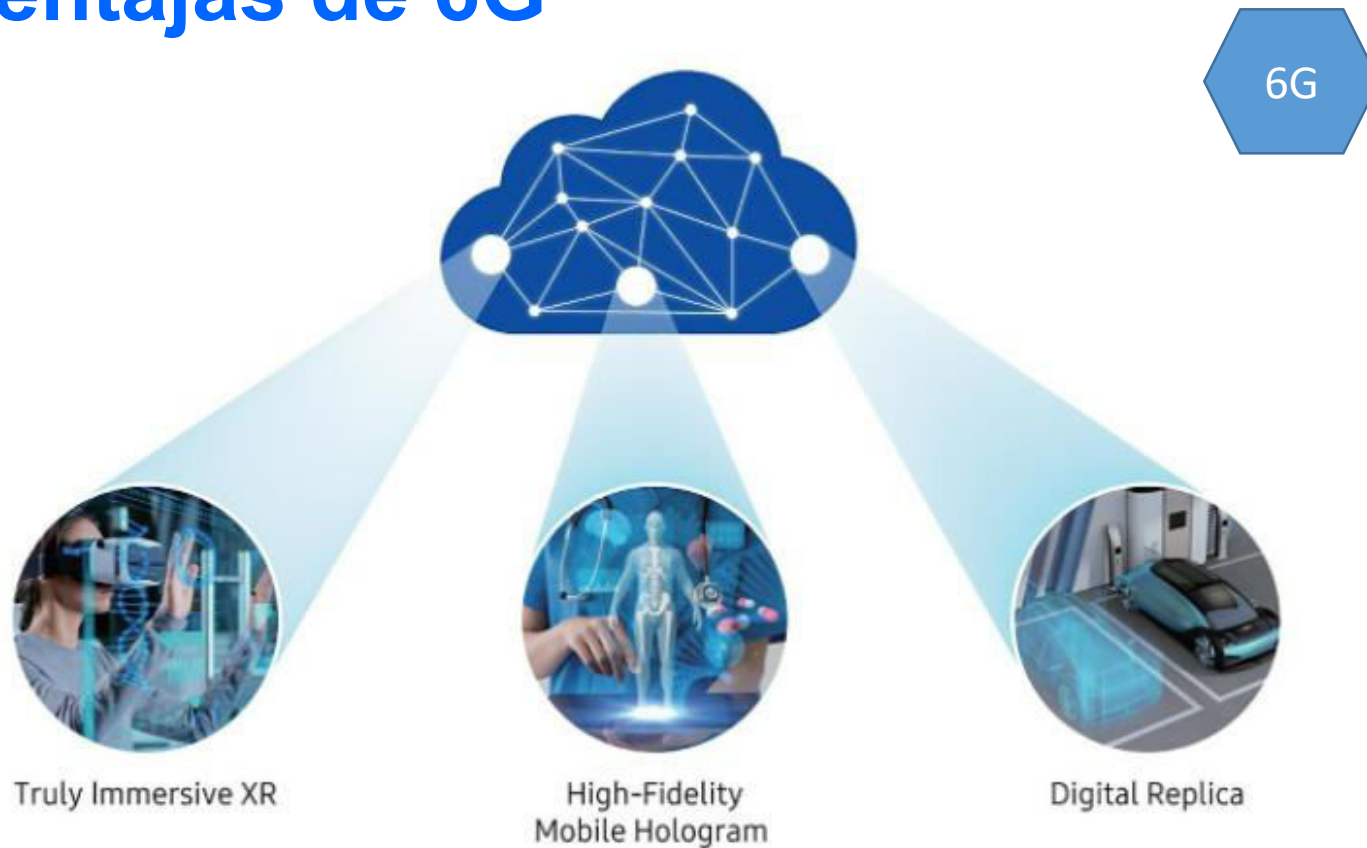 entajas de 6G
6G
Truly Immersive XR
High-Fidelity
Mobile Hologram
Digital Replica